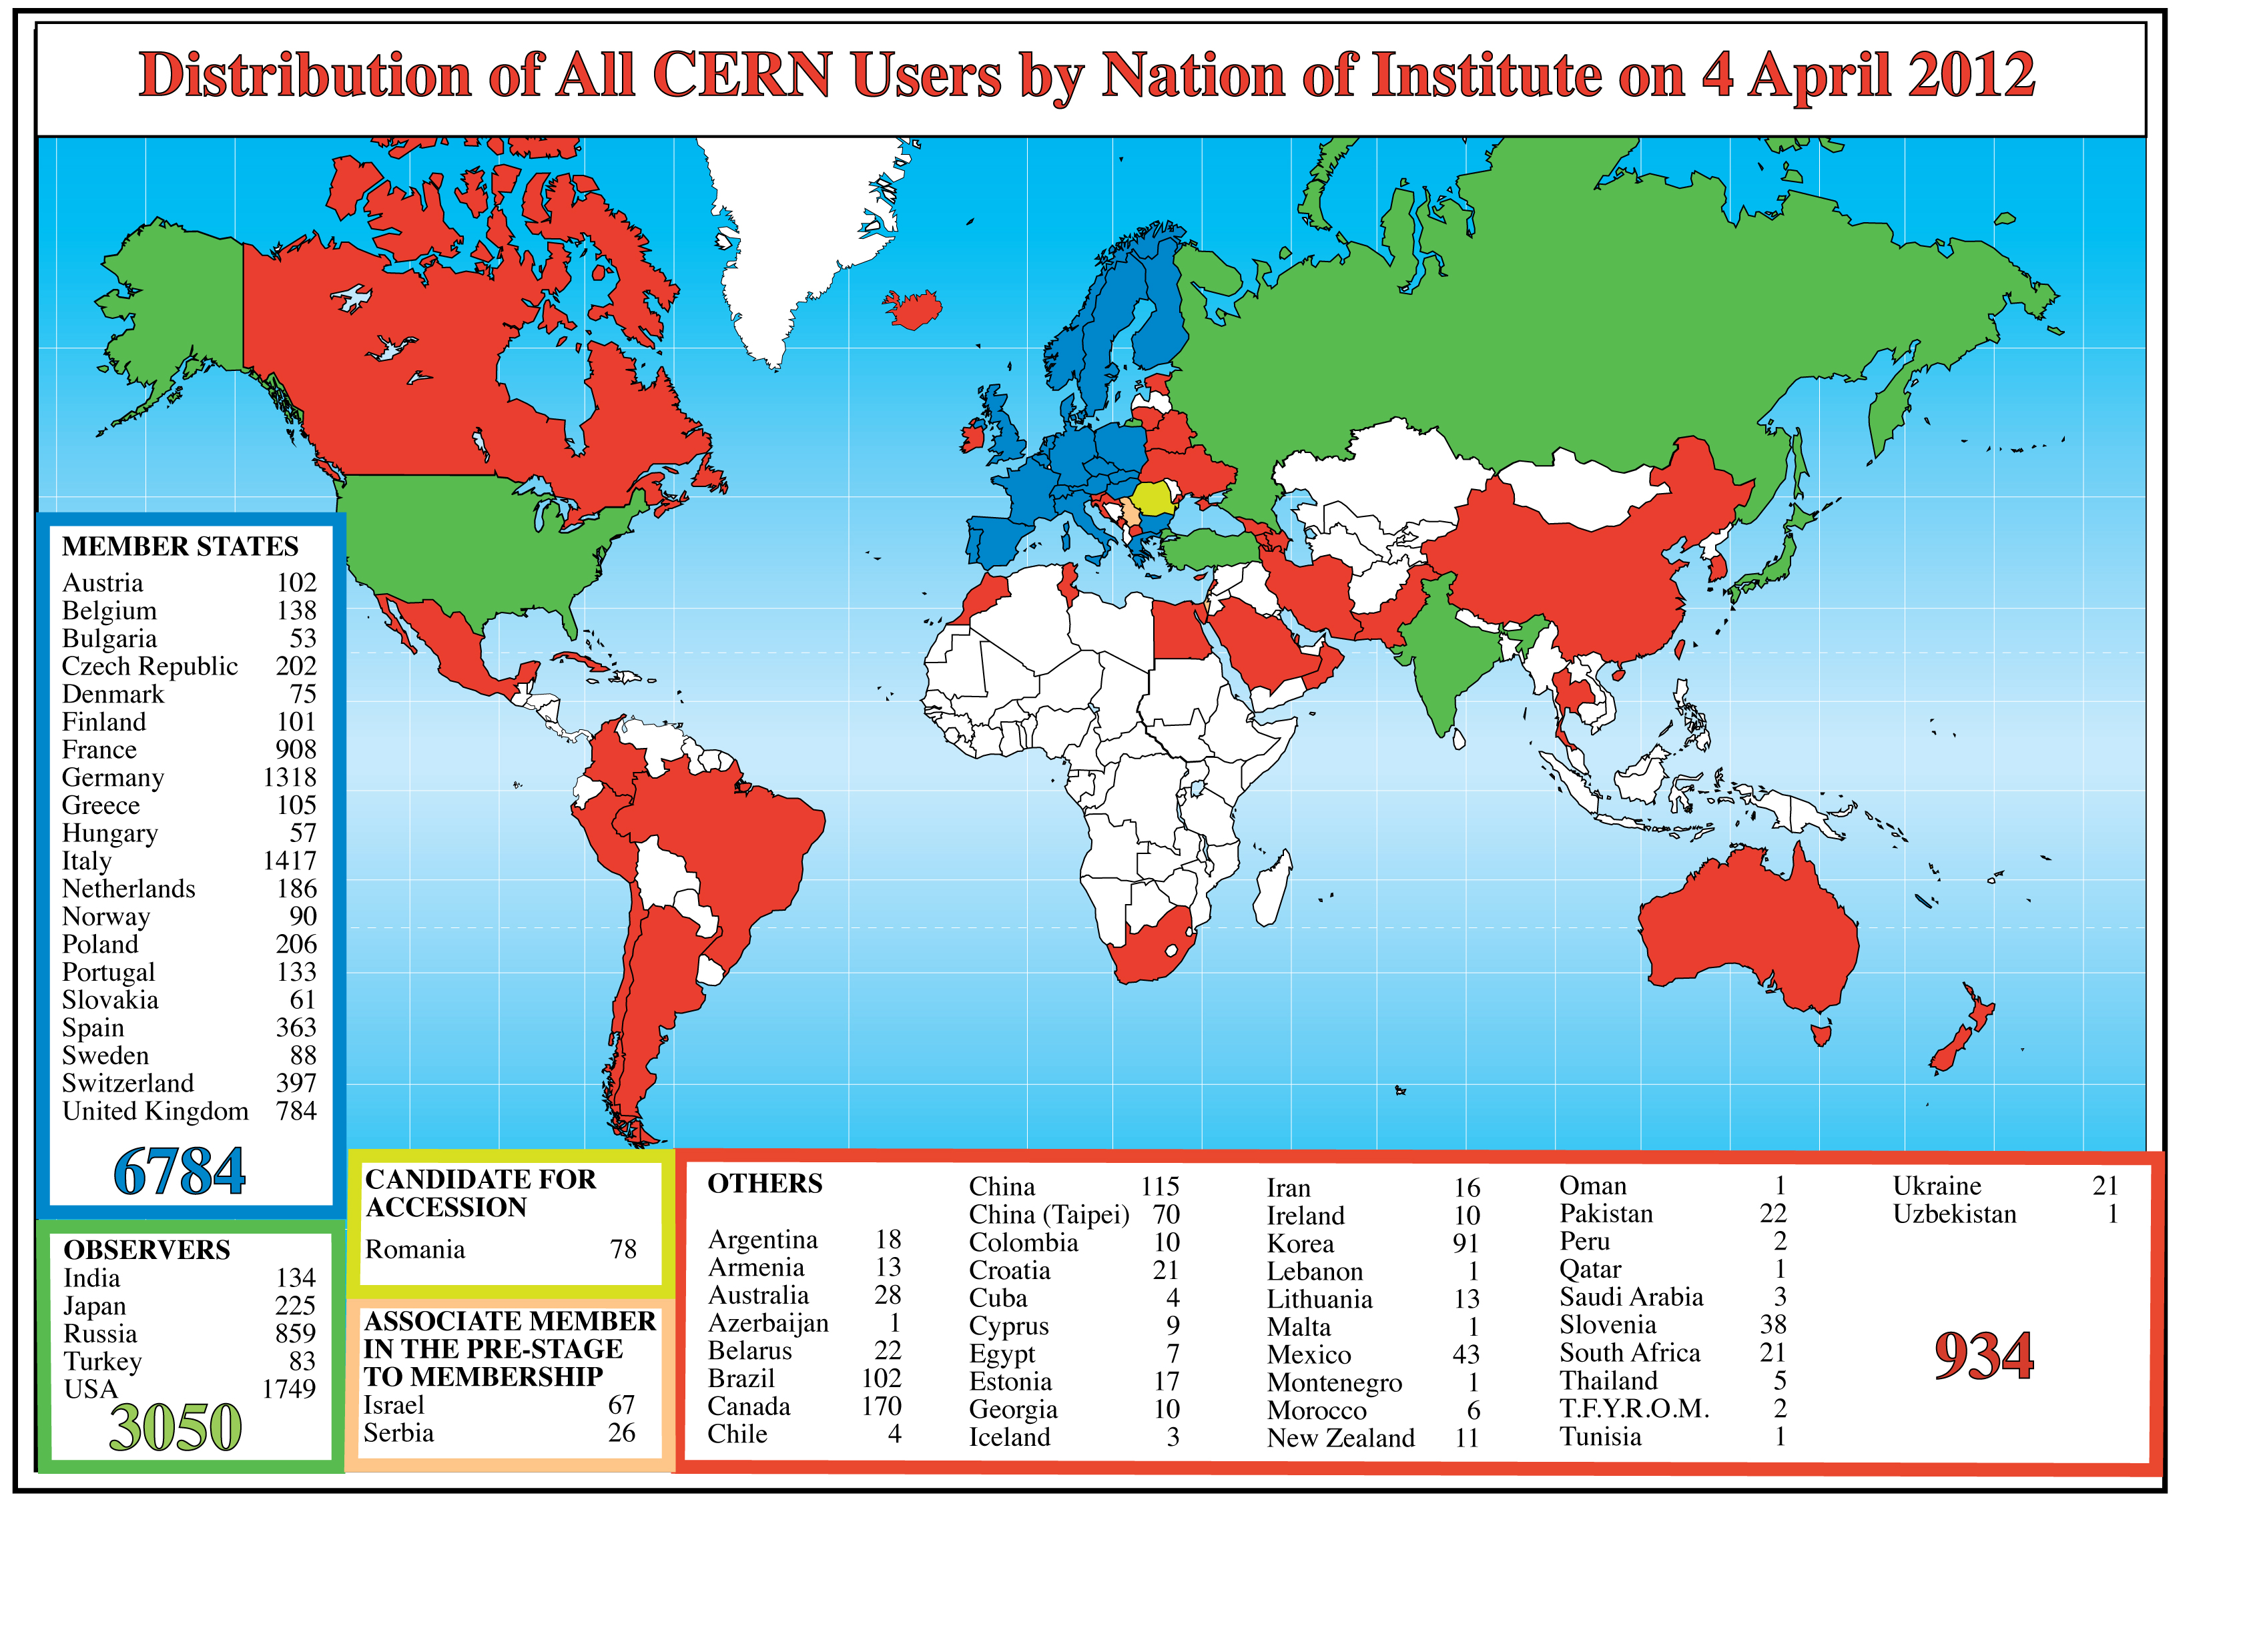 Distribution of All CERN Users by Nation of Institute on 4 April 2012
MEMBER STATES
Austria 102
Belgium 138
Bulgaria 53
Czech Republic 202
Denmark 75
Finland 101
France 908
Germany 1318
Greece 105
Hungary 57
Italy 1417
Netherlands 186
Norway 90
Poland 206
Portugal 133
Slovakia 61
Spain 363
Sweden 88
Switzerland 397
United Kingdom 784
6784
OBSERVERS
India 134
Japan 225
Russia 859
Turkey 83
USA 1749
3050
CANDIDATE FOR
ACCESSION
Romania 78
ASSOCIATE MEMBER
IN THE PRE-STAGE
TO MEMBERSHIP
Israel 67
Serbia 26
OTHERS
Argentina 18
Armenia 13
Australia 28
Azerbaijan 1
Belarus 22
Brazil 102
Canada 170
Chile 4
China 115
China (Taipei) 70
Colombia 10
Croatia 21
Cuba 4
Cyprus 9
Egypt 7
Estonia 17
Georgia 10
Iceland 3
Iran 16
Ireland 10
Korea 91
Lebanon 1
Lithuania 13
Malta 1
Mexico 43
Montenegro 1
Morocco 6
New Zealand 11
Oman 1
Pakistan 22
Peru 2
Qatar 1
Saudi Arabia 3
Slovenia 38
South Africa 21
Thailand 5
T.F.Y.R.O.M. 2
Tunisia 1
Ukraine 21
Uzbekistan 1
934